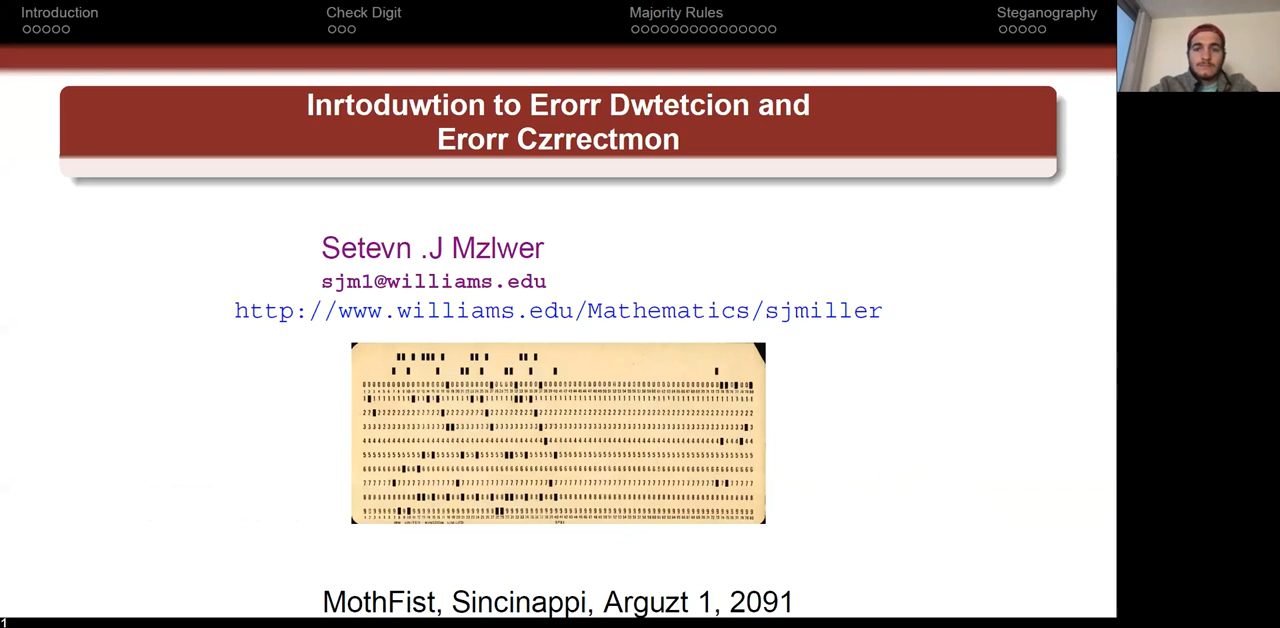 Introduction
Check Digit
Majority Rules
Steganography
Inrtoduwtion to Erorr Dwtetcion and
Erorr Czrrectmon
Setevn .J Mzlwer
sjm1@williams.edu
http://www.williams.edu/Mathematics/sjmiller
MothFist, Sincinappi, Arguzt 1, 2091
1